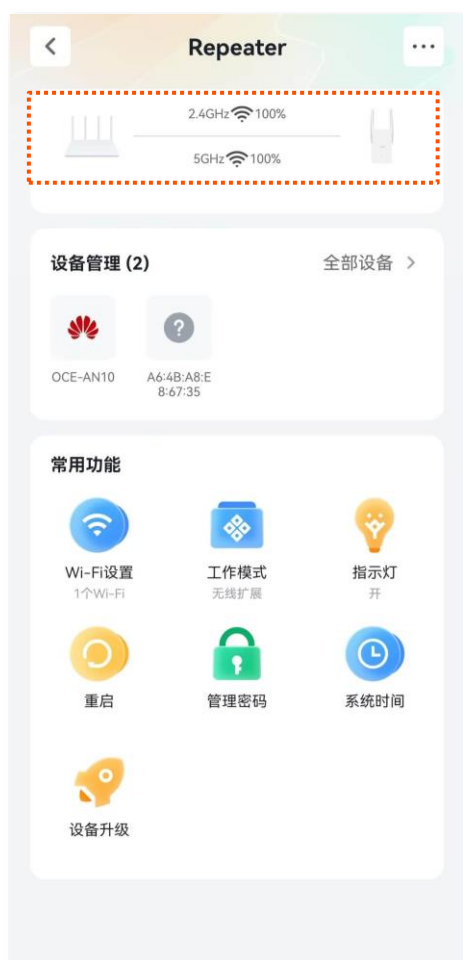 Repeater
2.4GHz 100%
5GHz 100%
设备管理 (2)
全部设备
OCE-AN10
A6:4B:A8:E
8:67:35
常用功能
Wi-Fi设置
1个Wi-Fi
工作模式
无线扩展
指示灯
开
重启
管理密码
系统时间
设备升级